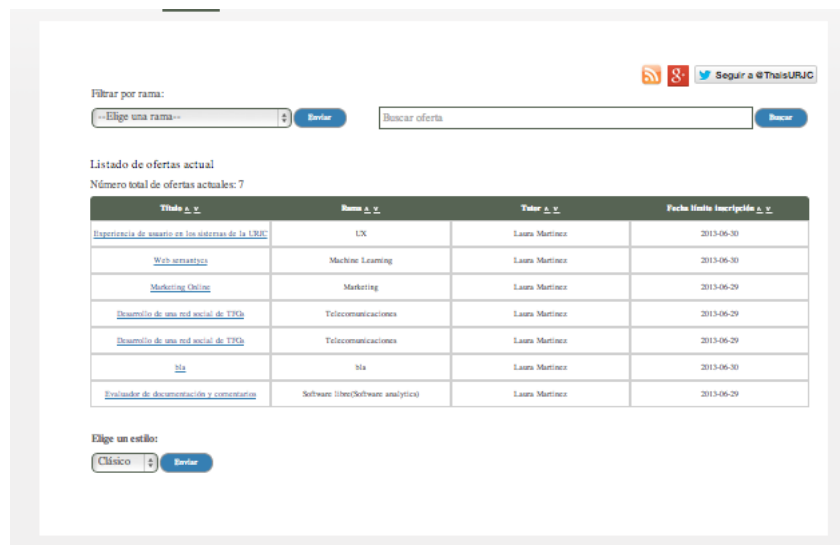 Seguir a @ThaisURJC
Filtrar por rama:
--Elige una rama-- Enviar Buscar oferta Buscar
Listado de ofertas actual
Número total de ofertas actuales: 7
Título ʌ v Rama ʌ v Tutor ʌ v Fecha límite inscripción ʌ v
Experiencia de usuario en los sistemas de la URJC UX Laura Martinez 2013-06-30
Web semantycs Machine Learning Laura Martinez 2013-06-30
Marketing Online Marketing Laura Martinez 2013-06-29
Desarrollo de una red social de TFGs Telecomunicaciones Laura Martinez 2013-06-29
Desarrollo de una red social de TFGs Telecomunicaciones Laura Martinez 2013-06-29
bla bla Laura Martinez 2013-06-30
Evaluador de documentación y comentarios Software libre(Software analytics) Laura Martinez 2013-06-29
Elige un estilo:
Clásico Enviar